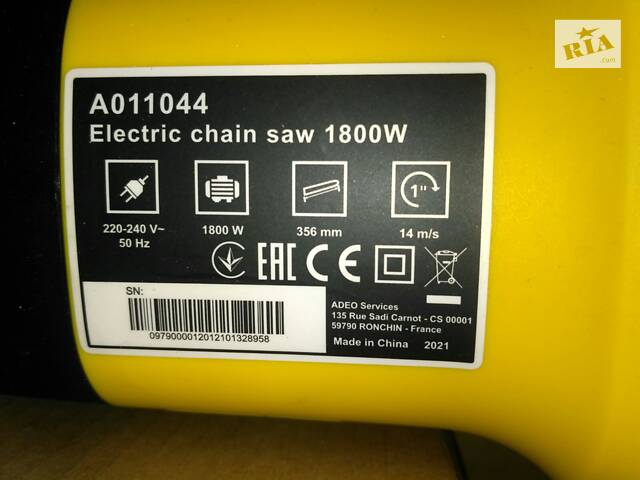 RIA
.com
A011044
Electric chain saw 1800W
1"
220-240 V~
50 Hz
1800 W
356 mm
14 m/s
EAC CE
SN:
0979000012012101328958
ADEO Services
135 Rue Sadi Carnot - CS 00001
59790 RONCHIN - France
Made in China 2021